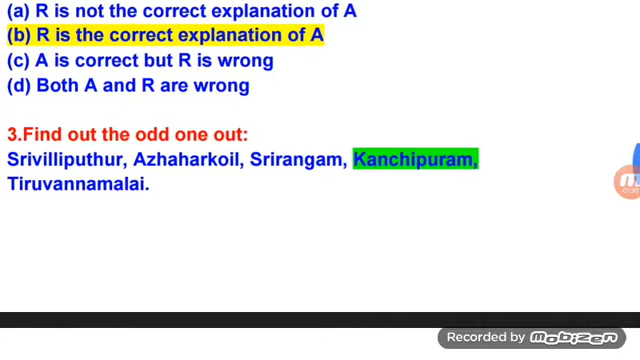 (a) R is not the correct explanation of A
(b) R is the correct explanation of A
(c) A is correct but R is wrong
(d) Both A and R are wrong
3.Find out the odd one out:
Srivilliputhur, Azhaharkoil, Srirangam, Kanchipuram,
Tiruvannamalai.
Recorded by mobizen